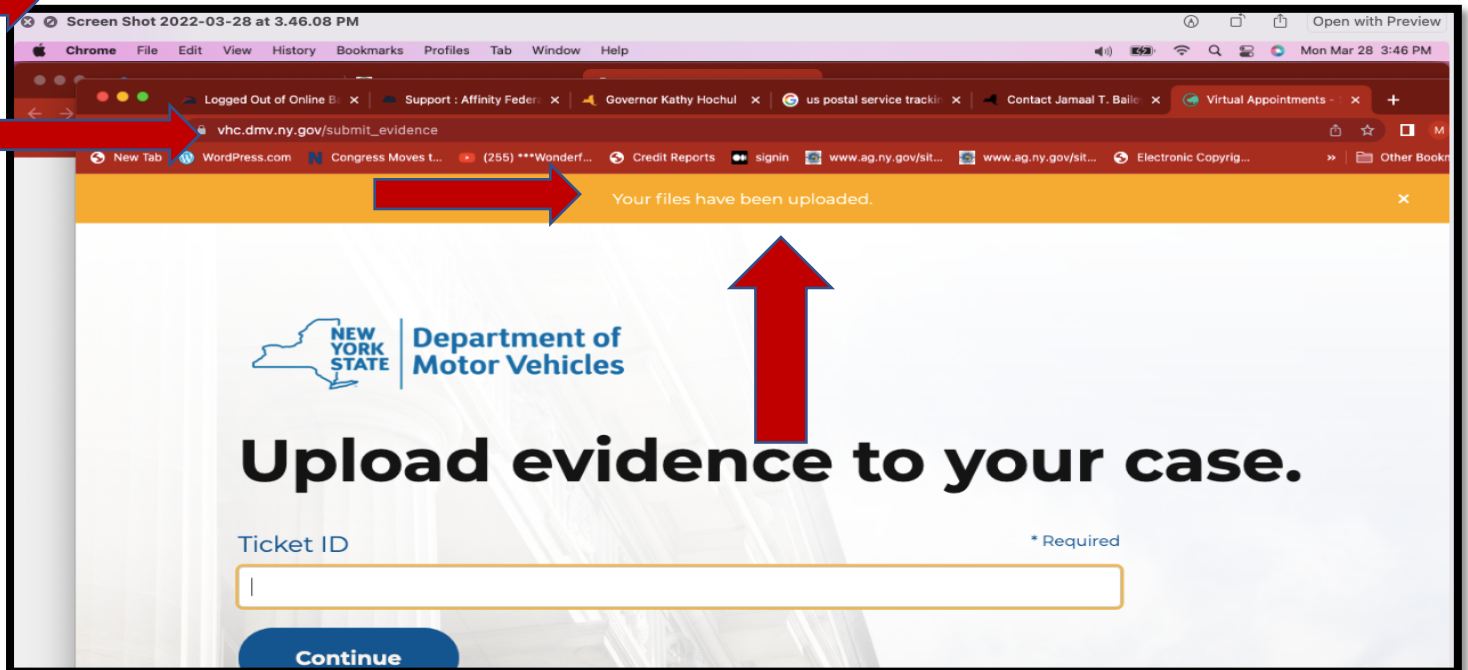 Screen Shot 2022-03-28 at 3.46.08 PM
Open with Preview
Chrome File Edit View History Bookmarks Profiles Tab Window Help
Mon Mar 28 3:46 PM
Logged Out of Online Ba
Support : Affinity Federa
Governor Kathy Hochul
us postal service trackin
Contact Jamaal T. Baile
Virtual Appointments -
vhc.dmv.ny.gov/submit_evidence
M
New Tab
WordPress.com
Congress Moves t...
(255) ***Wonderf...
Credit Reports
signin
www.ag.ny.gov/sit...
www.ag.ny.gov/sit...
Electronic Copyrig...
Other Bookm
Your files have been uploaded.
NEW
YORK
STATE
Department of
Motor Vehicles
Upload evidence to your case.
Ticket ID
* Required
Continue